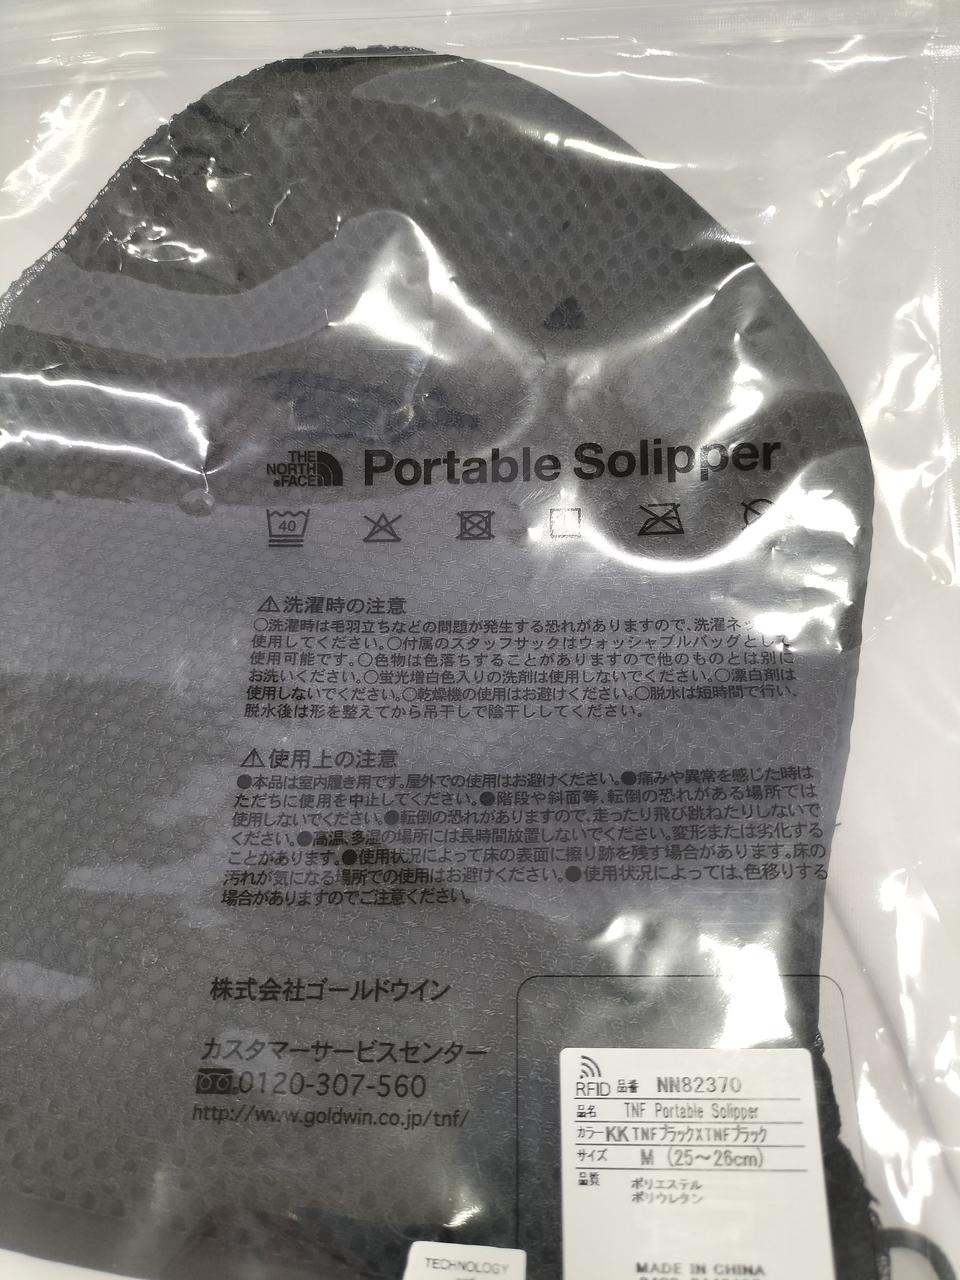 THE
NORTH
FACE
Portable Solipper
40
⚠洗濯時の注意
○洗濯時は毛羽立ちなどの問題が発生する恐れがありますので、洗濯ネッ
使用してください。○付属のスタッフサックはウォッシャブルバッグとして
使用可能です。○色物は色落ちすることがありますので他のものとは別に
お洗いください。○蛍光増白色入りの洗剤は使用しないでください。○漂白剤は
使用しないでください。○乾燥機の使用はお避けください。○脱水は短時間で行い、
脱水後は形を整えてから吊干しで陰干ししてください。
⚠使用上の注意
●本品は室内履き用です。屋外での使用はお避けください。●痛みや異常を感じた時は
ただちに使用を中止してください。●階段や斜面等、転倒の恐れがある場所では
使用しないでください。●転倒の恐れがありますので、走ったり飛び跳ねたりしないで
ください。●高温、多湿の場所には長時間放置しないでください。変形または劣化する
ことがあります。●使用状況によって床の表面に擦り跡を残す場合があります。床の
汚れが気になる場所での使用はお避けください。●使用状況によっては、色移りする
場合がありますのでご注意ください。
株式会社ゴールドウイン
カスタマーサービスセンター
0120-307-560
http://www.goldwin.co.jp/tnf/
RFID 品番 NN82370
品名 TNF Portable Solipper
カラー KK TNFブラックXTNFブラック
サイズ M (25〜26cm)
品質 ポリエステル
ポリウレタン
MADE IN CHINA
TECHNOLOGY